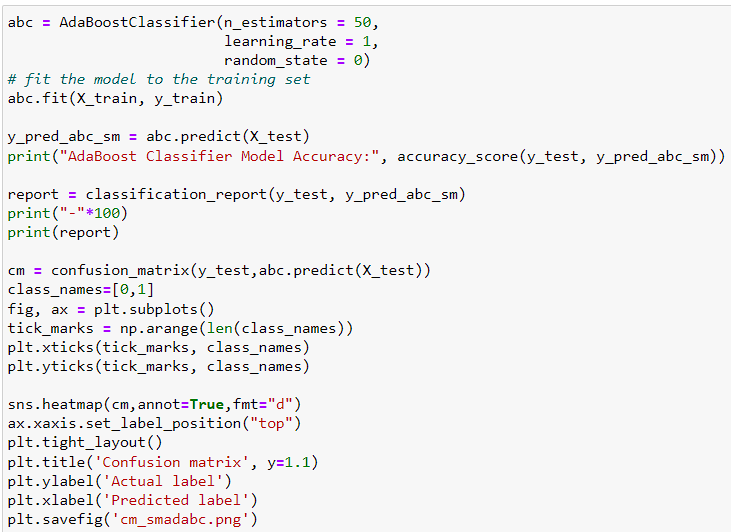 abc = AdaBoostClassifier(n_estimators = 50,
                         learning_rate = 1,
                         random_state = 0)
# fit the model to the training set
abc.fit(X_train, y_train)

y_pred_abc_sm = abc.predict(X_test)
print("AdaBoost Classifier Model Accuracy:", accuracy_score(y_test, y_pred_abc_sm))

report = classification_report(y_test, y_pred_abc_sm)
print("-"*100)
print(report)

cm = confusion_matrix(y_test,abc.predict(X_test))
class_names=[0,1]
fig, ax = plt.subplots()
tick_marks = np.arange(len(class_names))
plt.xticks(tick_marks, class_names)
plt.yticks(tick_marks, class_names)

sns.heatmap(cm,annot=True,fmt="d")
ax.xaxis.set_label_position("top")
plt.tight_layout()
plt.title('Confusion matrix', y=1.1)
plt.ylabel('Actual label')
plt.xlabel('Predicted label')
plt.savefig('cm_smadabc.png')